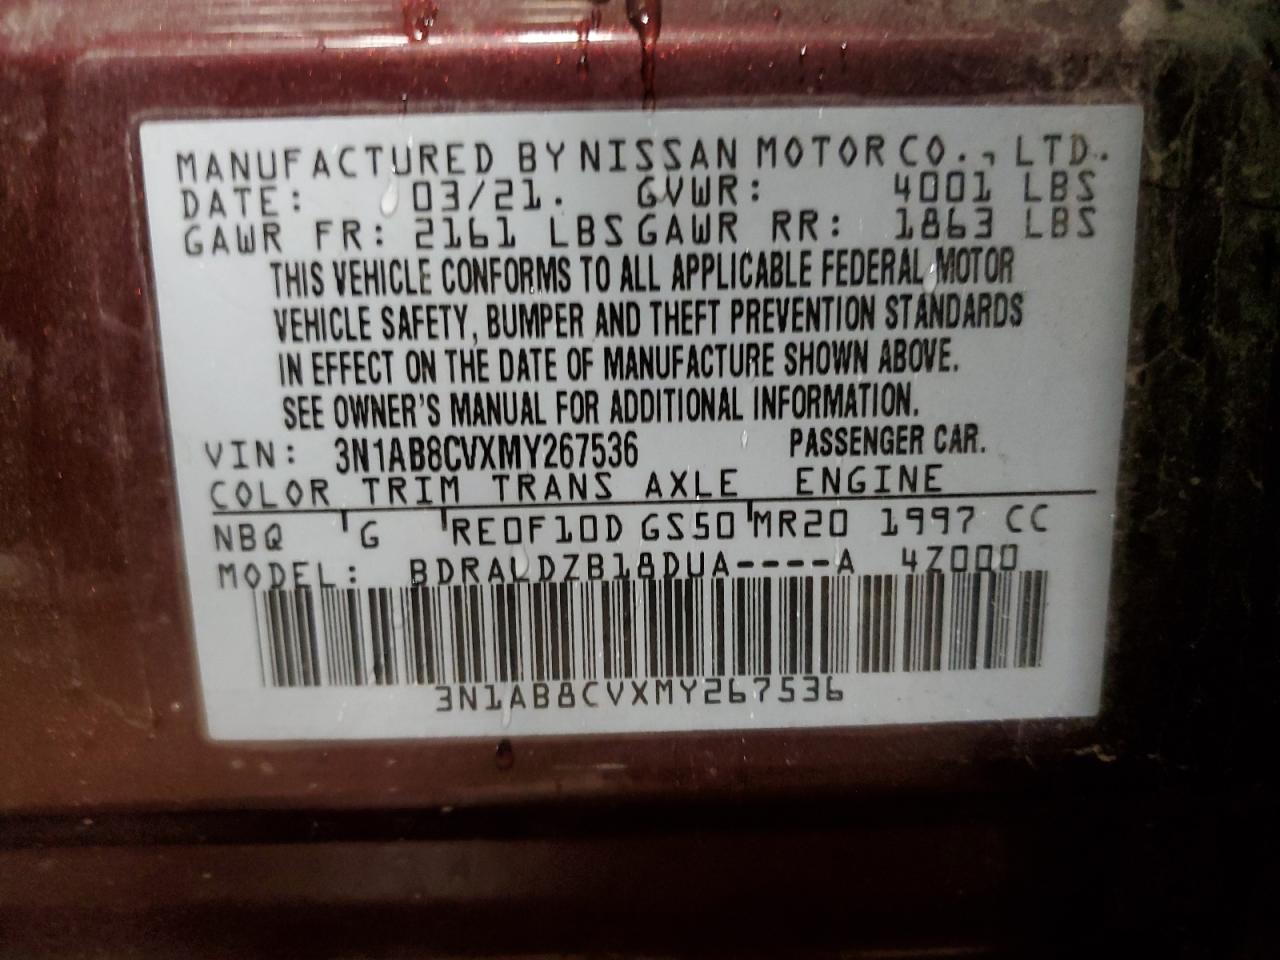 MANUFACTURED BY NISSAN MOTOR CO., LTD.
DATE: 03/21. GVWR: 4001 LBS
GAWR FR: 2161 LBS GAWR RR: 1863 LBS
THIS VEHICLE CONFORMS TO ALL APPLICABLE FEDERAL MOTOR
VEHICLE SAFETY, BUMPER AND THEFT PREVENTION STANDARDS
IN EFFECT ON THE DATE OF MANUFACTURE SHOWN ABOVE.
SEE OWNER'S MANUAL FOR ADDITIONAL INFORMATION.
VIN: 3N1AB8CVXMY267536 PASSENGER CAR.
COLOR TRIM TRANS AXLE ENGINE
NBQ G RE0F10D GS50 MR20 1997 CC
MODEL: BDRALDZB18DUA----A 4Z000
3N1AB8CVXMY267536